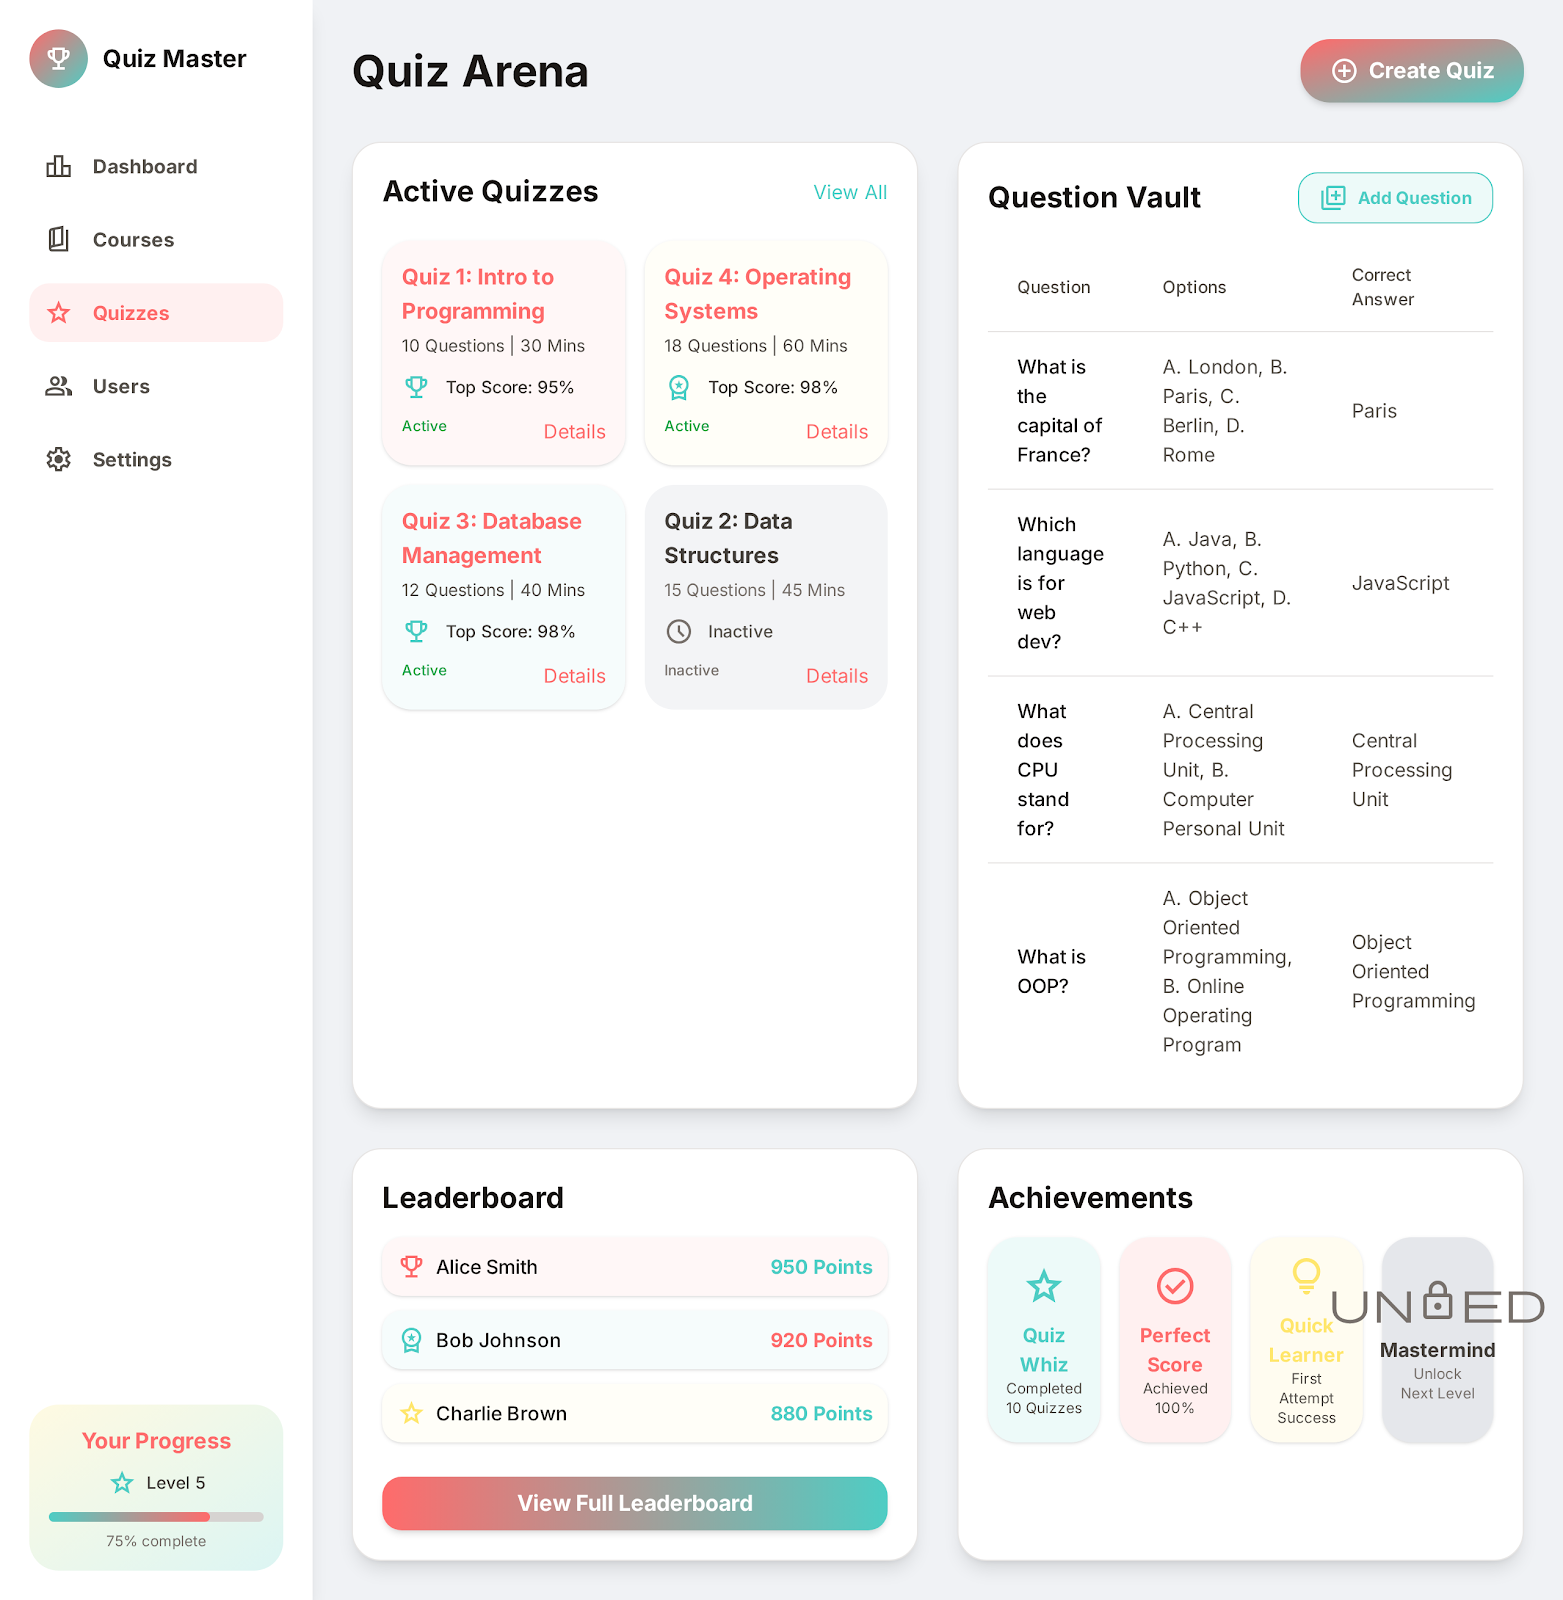 Quiz Master
Dashboard
Courses
Quizzes
Users
Settings
Your Progress
Level 5
75% complete
Quiz Arena
Create Quiz
Active Quizzes
View All
Quiz 1: Intro to
Programming
10 Questions | 30 Mins
Top Score: 95%
Active
Details
Quiz 4: Operating
Systems
18 Questions | 60 Mins
Top Score: 98%
Active
Details
Quiz 3: Database
Management
12 Questions | 40 Mins
Top Score: 98%
Active
Details
Quiz 2: Data
Structures
15 Questions | 45 Mins
Inactive
Inactive
Details
Question Vault
Add Question
Question
Options
Correct
Answer
What is
the
capital of
France?
A. London, B.
Paris, C.
Berlin, D.
Rome
Paris
Which
language
is for
web
dev?
A. Java, B.
Python, C.
JavaScript, D.
C++
JavaScript
What
does
CPU
stand
for?
A. Central
Processing
Unit, B.
Computer
Personal Unit
Central
Processing
Unit
What is
OOP?
A. Object
Oriented
Programming,
B. Online
Operating
Program
Object
Oriented
Programming
Leaderboard
Alice Smith
950 Points
Bob Johnson
920 Points
Charlie Brown
880 Points
View Full Leaderboard
Achievements
Quiz
Whiz
Completed
10 Quizzes
Perfect
Score
Achieved
100%
Quick
Learner
First
Attempt
Success
UN ED
Mastermind
Unlock
Next Level